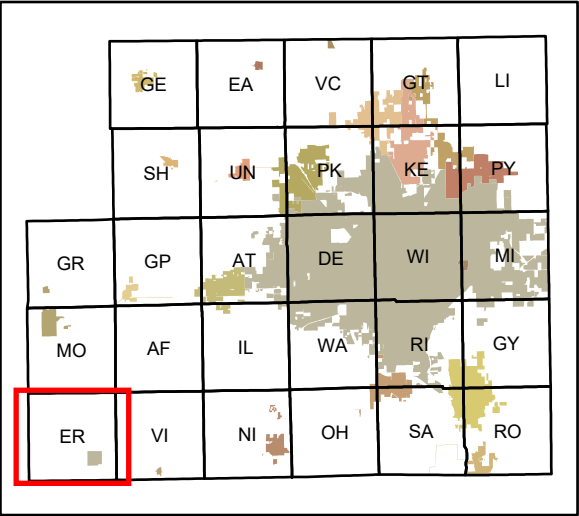 GE EA VC GT LI
SH UN PK KE PY
GR GP AT DE WI MI
MO AF IL WA RI GY
ER VI NI OH SA RO